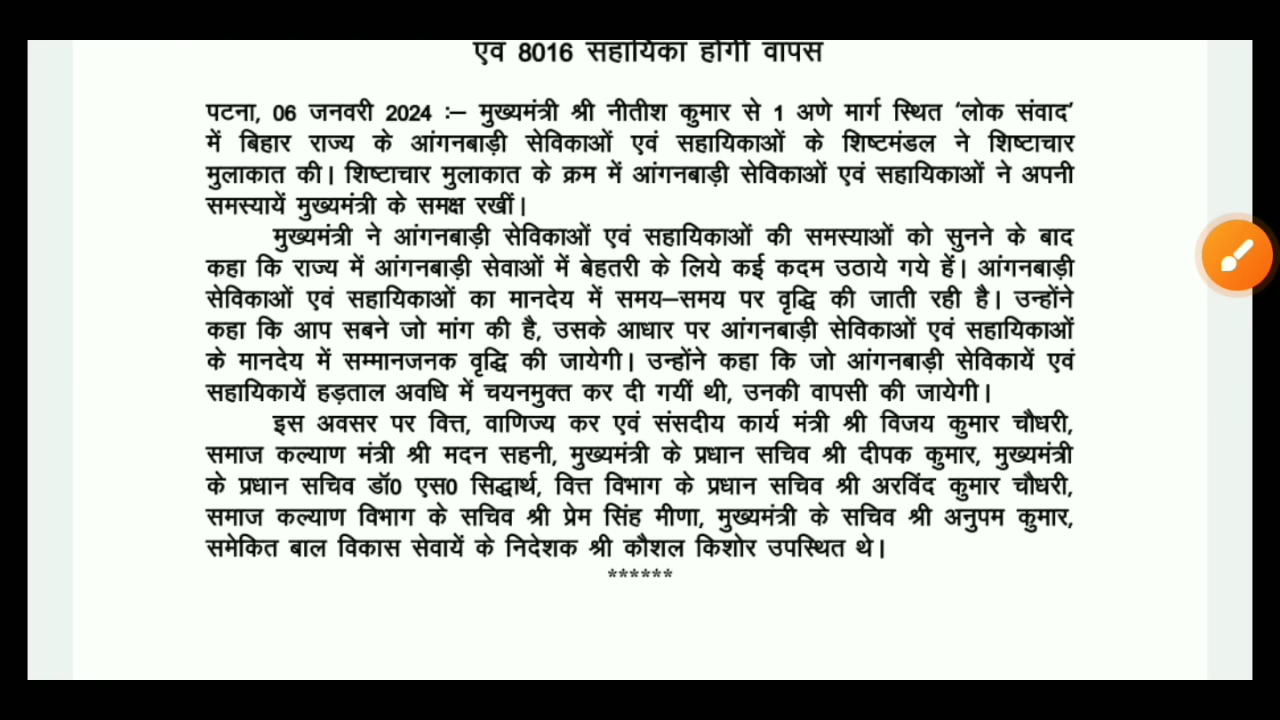 एवं 8016 सहायिका होंगी वापस
पटना, 06 जनवरी 2024 :– मुख्यमंत्री श्री नीतीश कुमार से 1 अणे मार्ग स्थित ‘लोक संवाद’
में बिहार राज्य के आंगनबाड़ी सेविकाओं एवं सहायिकाओं के शिष्टमंडल ने शिष्टाचार
मुलाकात की। शिष्टाचार मुलाकात के क्रम में आंगनबाड़ी सेविकाओं एवं सहायिकाओं ने अपनी
समस्यायें मुख्यमंत्री के समक्ष रखीं।
मुख्यमंत्री ने आंगनबाड़ी सेविकाओं एवं सहायिकाओं की समस्याओं को सुनने के बाद
कहा कि राज्य में आंगनबाड़ी सेवाओं में बेहतरी के लिये कई कदम उठाये गये हें। आंगनबाड़ी
सेविकाओं एवं सहायिकाओं का मानदेय में समय–समय पर वृद्धि की जाती रही है। उन्होंने
कहा कि आप सबने जो मांग की है, उसके आधार पर आंगनबाड़ी सेविकाओं एवं सहायिकाओं
के मानदेय में सम्मानजनक वृद्धि की जायेगी। उन्होंने कहा कि जो आंगनबाड़ी सेविकायें एवं
सहायिकायें हड़ताल अवधि में चयनमुक्त कर दी गयीं थी, उनकी वापसी की जायेगी।
इस अवसर पर वित्त, वाणिज्य कर एवं संसदीय कार्य मंत्री श्री विजय कुमार चौधरी,
समाज कल्याण मंत्री श्री मदन सहनी, मुख्यमंत्री के प्रधान सचिव श्री दीपक कुमार, मुख्यमंत्री
के प्रधान सचिव डॉ0 एस0 सिद्धार्थ, वित्त विभाग के प्रधान सचिव श्री अरविंद कुमार चौधरी,
समाज कल्याण विभाग के सचिव श्री प्रेम सिंह मीणा, मुख्यमंत्री के सचिव श्री अनुपम कुमार,
समेकित बाल विकास सेवायें के निदेशक श्री कौशल किशोर उपस्थित थे।
******